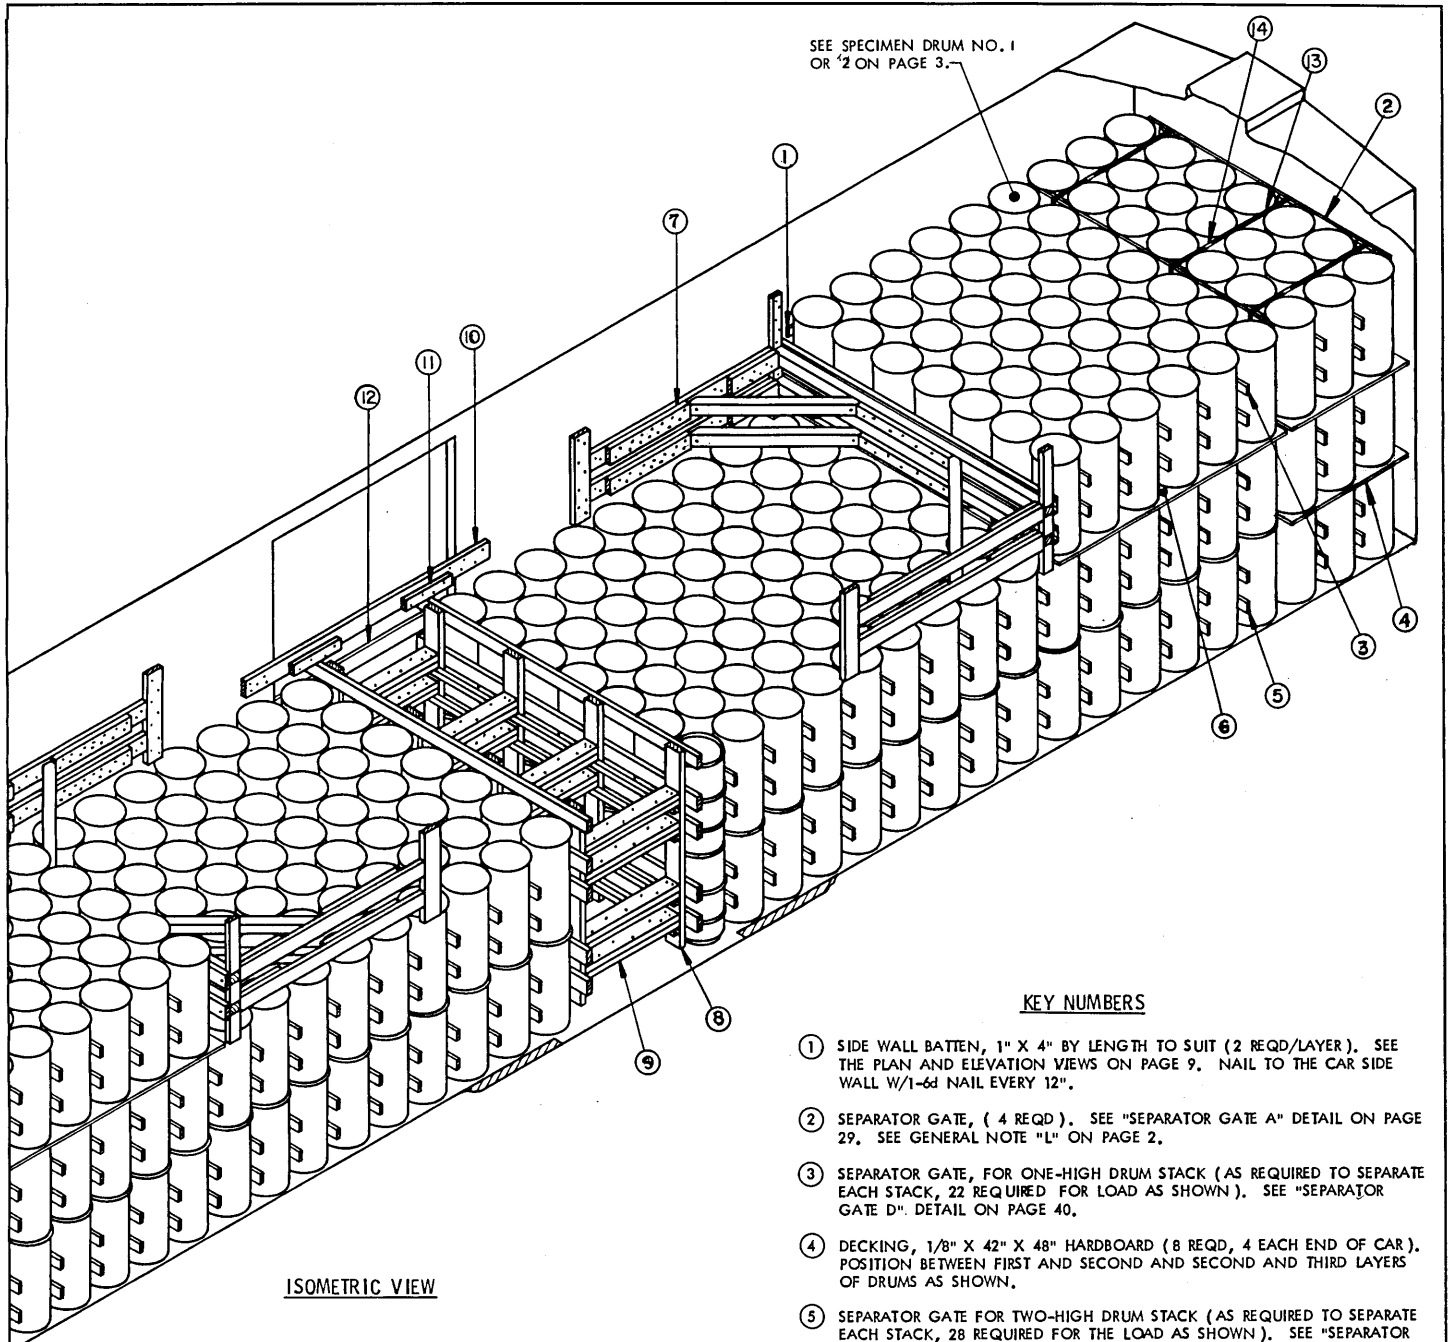 SEE SPECIMEN DRUM NO. 1
OR 2 ON PAGE 3.
14
13
2
1
7
10
11
12
4
3
5
6
8
9
KEY NUMBERS
1 SIDE WALL BATTEN, 1" X 4" BY LENGTH TO SUIT (2 REQD/LAYER). SEE
THE PLAN AND ELEVATION VIEWS ON PAGE 9. NAIL TO THE CAR SIDE
WALL W/1-6d NAIL EVERY 12".
2 SEPARATOR GATE, (4 REQD). SEE "SEPARATOR GATE A" DETAIL ON PAGE
29. SEE GENERAL NOTE "L" ON PAGE 2.
3 SEPARATOR GATE, FOR ONE-HIGH DRUM STACK (AS REQUIRED TO SEPARATE
EACH STACK, 22 REQUIRED FOR LOAD AS SHOWN). SEE "SEPARATOR
GATE D". DETAIL ON PAGE 40.
4 DECKING, 1/8" X 42" X 48" HARDBOARD (8 REQD, 4 EACH END OF CAR).
POSITION BETWEEN FIRST AND SECOND AND SECOND AND THIRD LAYERS
OF DRUMS AS SHOWN.
5 SEPARATOR GATE FOR TWO-HIGH DRUM STACK (AS REQUIRED TO SEPARATE
EACH STACK, 28 REQUIRED FOR THE LOAD AS SHOWN). SEE "SEPARATOR
ISOMETRIC VIEW